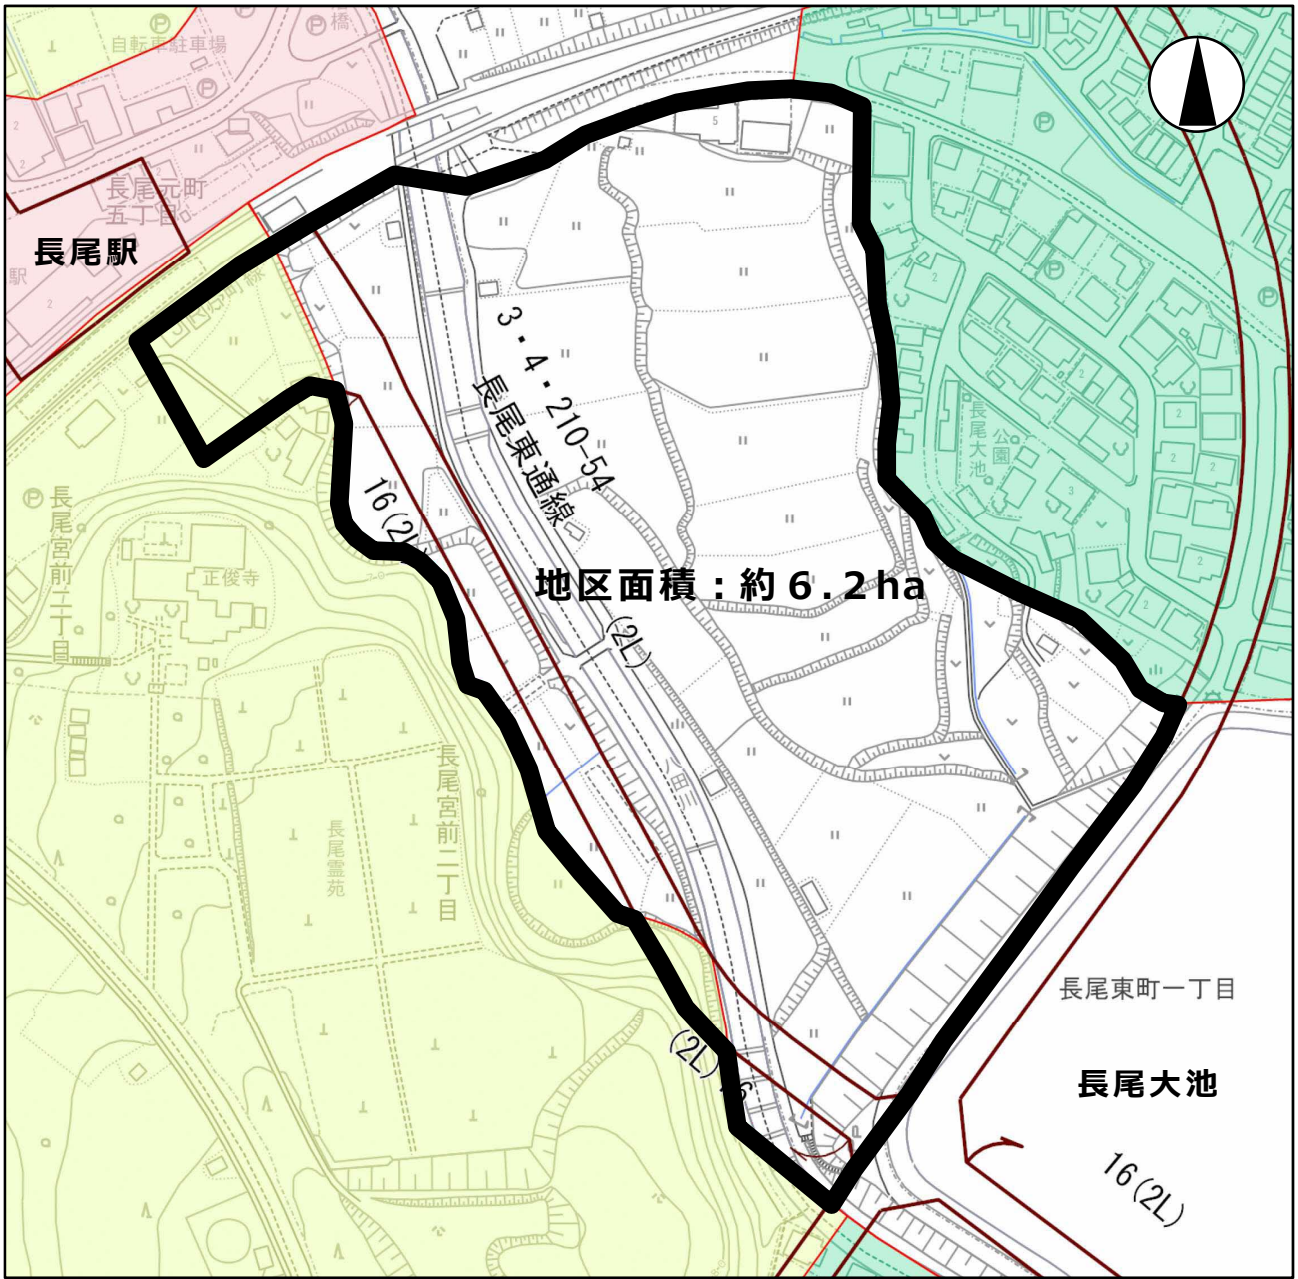 自転車駐車場
橋
長尾元町
五丁目
長尾駅
駅
3・4・210-54
長尾東通線
長尾大池
公園
16(2L)
長尾宮前二丁目
正俊寺
地区面積：約６.２ha
(2L)
八田川
長尾宮前二丁目
長尾霊苑
長尾東町一丁目
(2L)
長尾大池
16(2L)